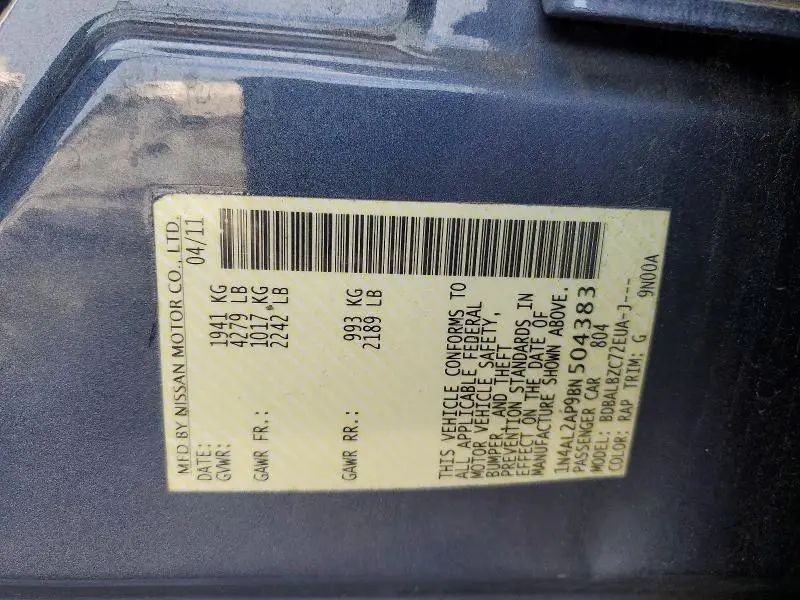 MFD BY NISSAN MOTOR CO., LTD.
DATE: 04/11
GVWR: 1941 KG
4279 LB
GAWR FR.: 1017 KG
2242 LB
GAWR RR.: 993 KG
2189 LB
THIS VEHICLE CONFORMS TO
ALL APPLICABLE FEDERAL
MOTOR VEHICLE SAFETY,
BUMPER, AND THEFT
PREVENTION STANDARDS IN
EFFECT ON THE DATE OF
MANUFACTURE SHOWN ABOVE.
1N4AL2AP9BN504383
PASSENGER CAR 804
MODEL: BDBALBZC72EUA-J---
COLOR: RAP TRIM: G 9N00A